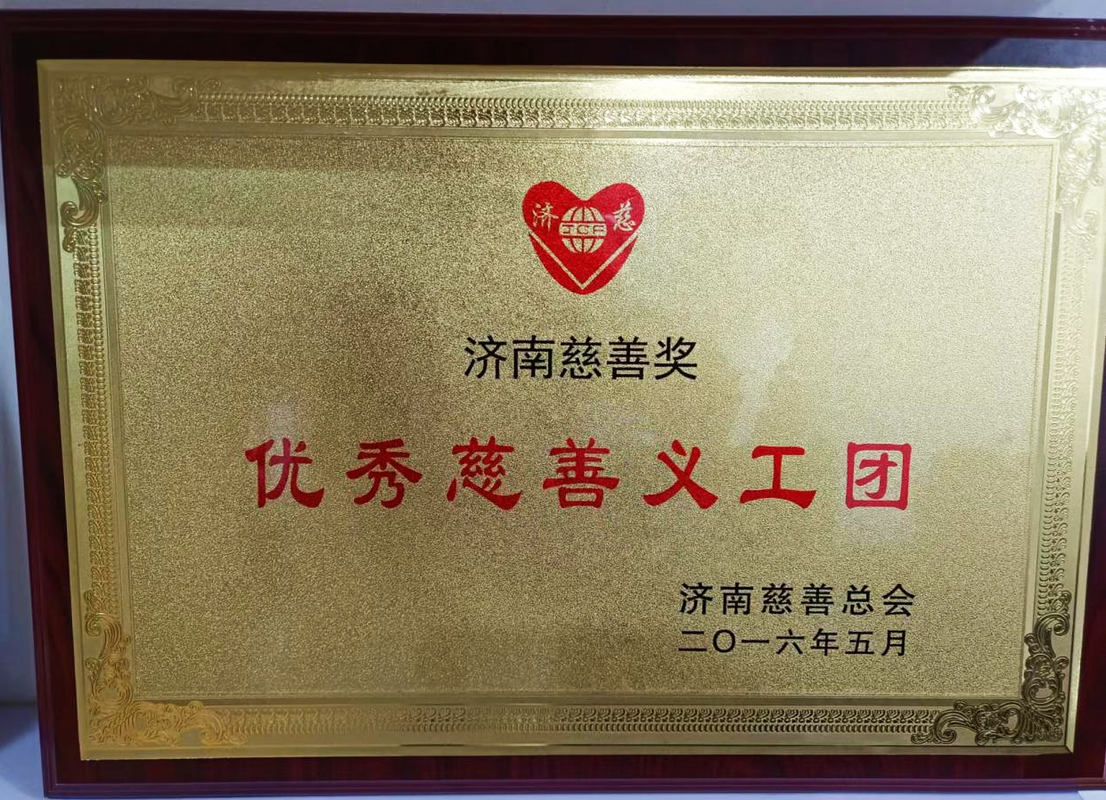 济 JCF 慈
济南慈善奖
优秀慈善义工团
济南慈善总会
二〇一六年五月